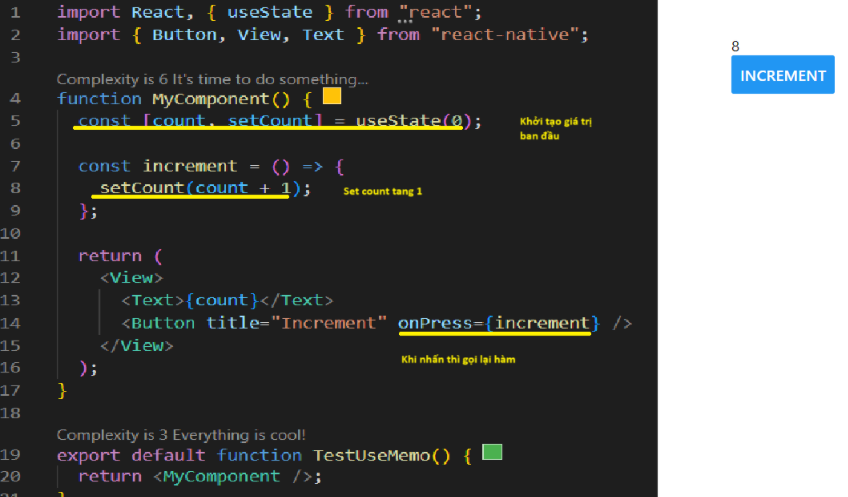 1 import React, { useState } from "react";
2 import { Button, View, Text } from "react-native";
3
Complexity is 6 It's time to do something...
4 function MyComponent() {
5 const [count, setCount] = useState(0);
Khởi tạo giá trị
ban đầu
6
7 const increment = () => {
8 setCount(count + 1);
Set count tang 1
9 };
10
11 return (
12 <View>
13 <Text>{count}</Text>
14 <Button title="Increment" onPress={increment} />
15 </View>
Khi nhấn thì gọi lại hàm
16 );
17 }
18
Complexity is 3 Everything is cool!
19 export default function TestUseMemo() {
20 return <MyComponent />;
21 }
8
INCREMENT